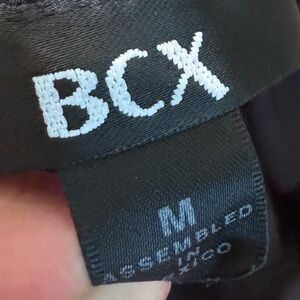 BCX
M
ASSEMBLED
IN
MEXICO